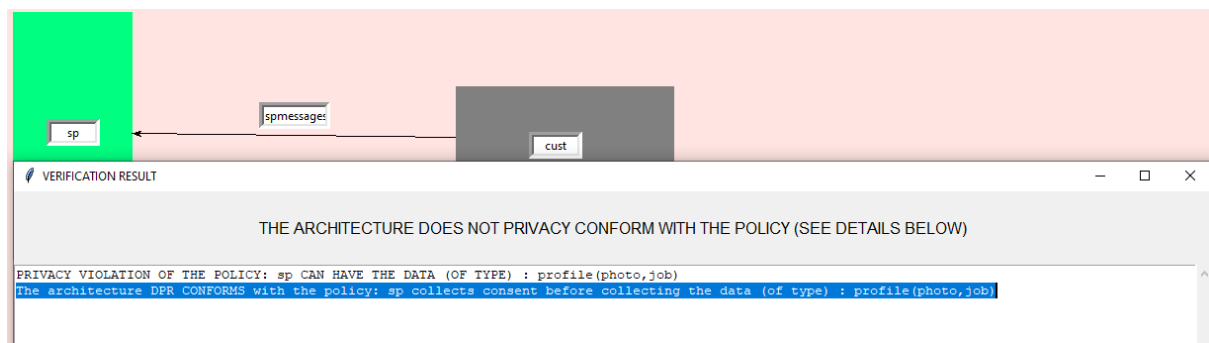 spmessages
sp
cust
VERIFICATION RESULT
THE ARCHITECTURE DOES NOT PRIVACY CONFORM WITH THE POLICY (SEE DETAILS BELOW)
PRIVACY VIOLATION OF THE POLICY: sp CAN HAVE THE DATA (OF TYPE) : profile(photo,job)
The architecture DPR CONFORMS with the policy: sp collects consent before collecting the data (of type) : profile(photo,job)